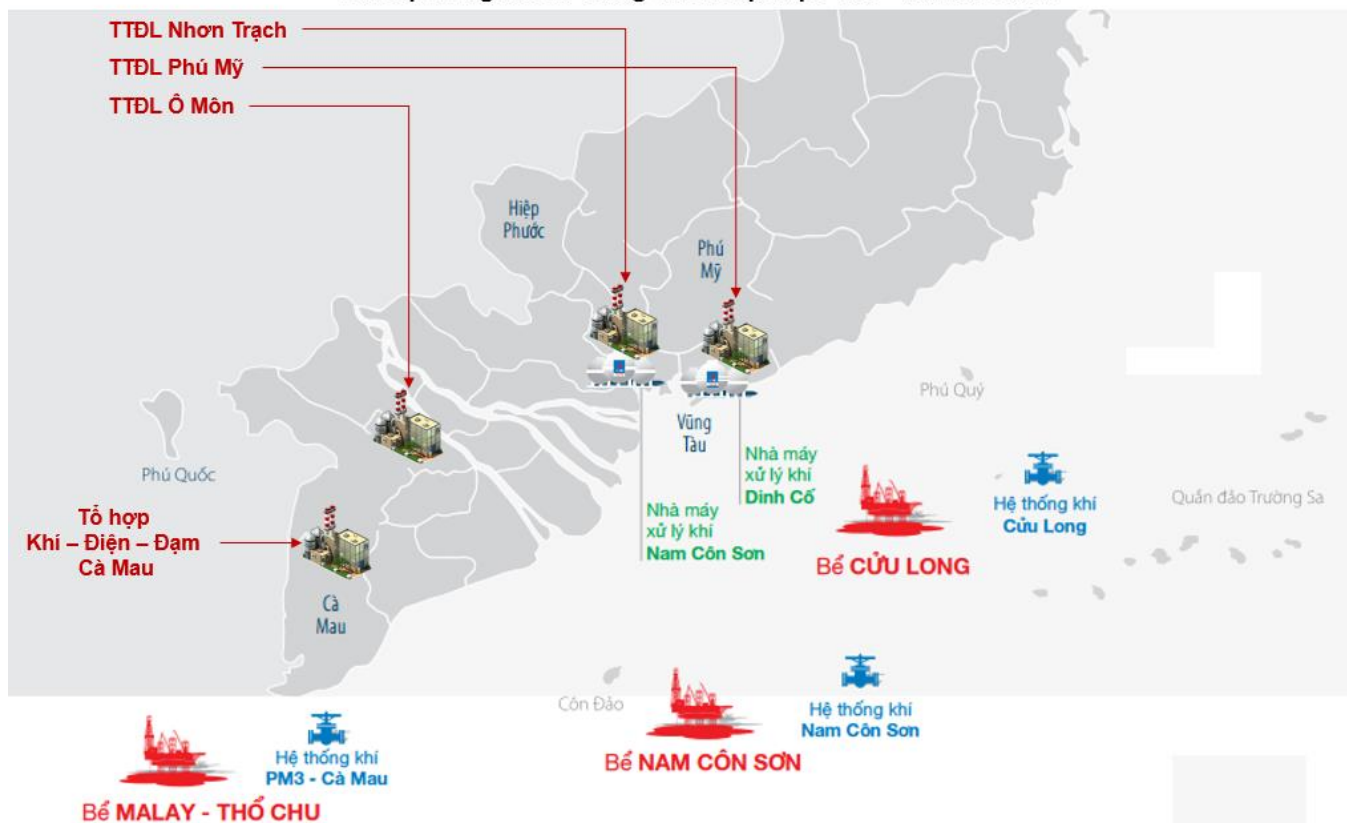 TTĐL Nhơn Trạch
TTĐL Phú Mỹ
TTĐL Ô Môn
Hiệp
Phước
Phú
Mỹ
Phú Quý
Vũng
Tàu
Nhà máy
xử lý khí
Dinh Cố
Nhà máy
xử lý khí
Nam Côn Sơn
Phú Quốc
Tổ hợp
Khí – Điện – Đạm
Cà Mau
Cà
Mau
Hệ thống khí
Cửu Long
Quần đảo Trường Sa
Bể CỬU LONG
Côn Đảo
Hệ thống khí
Nam Côn Sơn
Bể NAM CÔN SƠN
Hệ thống khí
PM3 - Cà Mau
Bể MALAY - THỔ CHU